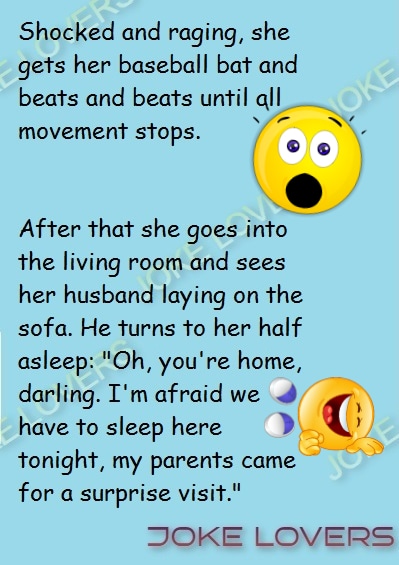 Shocked and raging, she
gets her baseball bat and
beats and beats until all
movement stops.
After that she goes into
the living room and sees
her husband laying on the
sofa. He turns to her half
asleep: "Oh, you're home,
darling. I'm afraid we
have to sleep here
tonight, my parents came
for a surprise visit."
JOKE LOVERS